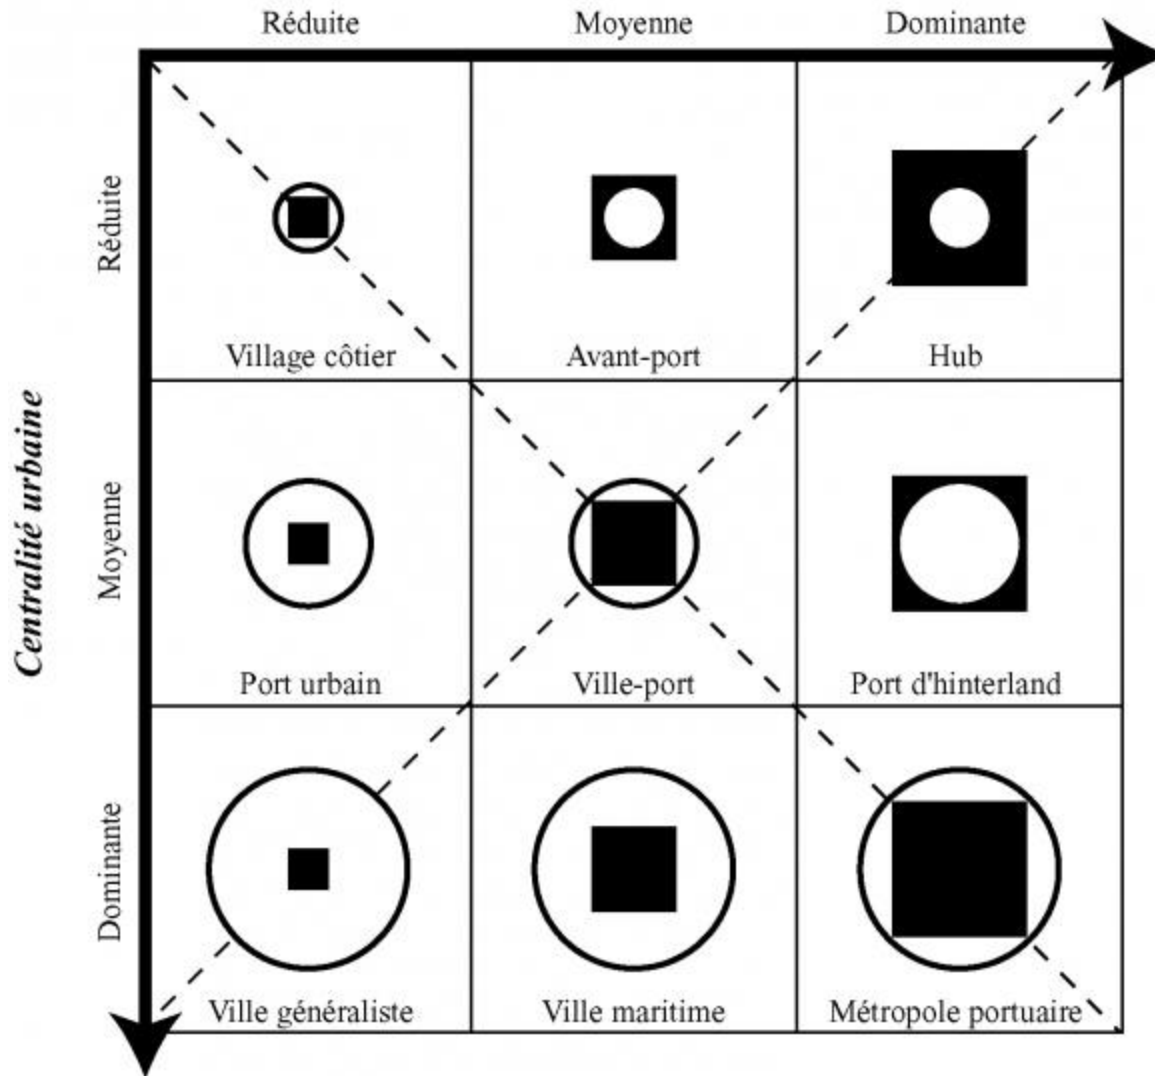 Réduite
Moyenne
Dominante
Centralité urbaine
Réduite
Village côtier
Avant-port
Hub
Moyenne
Port urbain
Ville-port
Port d'hinterland
Dominante
Ville généraliste
Ville maritime
Métropole portuaire